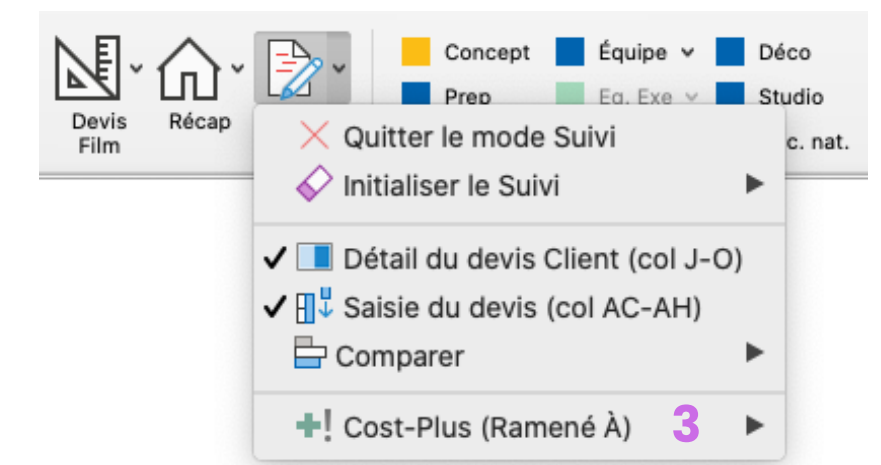 Concept Équipe Déco
Prep Eq. Exe Studio
Devis Film
Récap
c. nat.
Quitter le mode Suivi
Initialiser le Suivi
Détail du devis Client (col J-O)
Saisie du devis (col AC-AH)
Comparer
Cost-Plus (Ramené À) 3